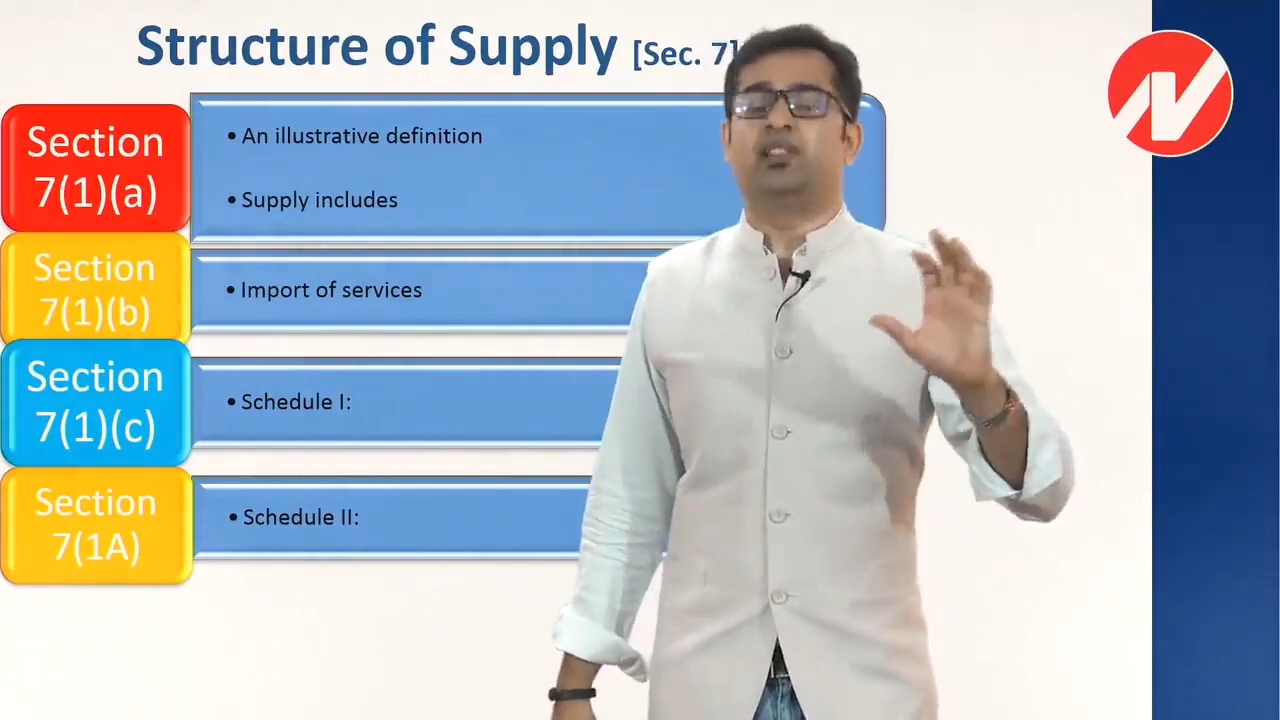 Structure of Supply [Sec. 7]
Section
7(1)(a)
• An illustrative definition
• Supply includes
Section
7(1)(b)
• Import of services
Section
7(1)(c)
• Schedule I:
Section
7(1A)
• Schedule II: